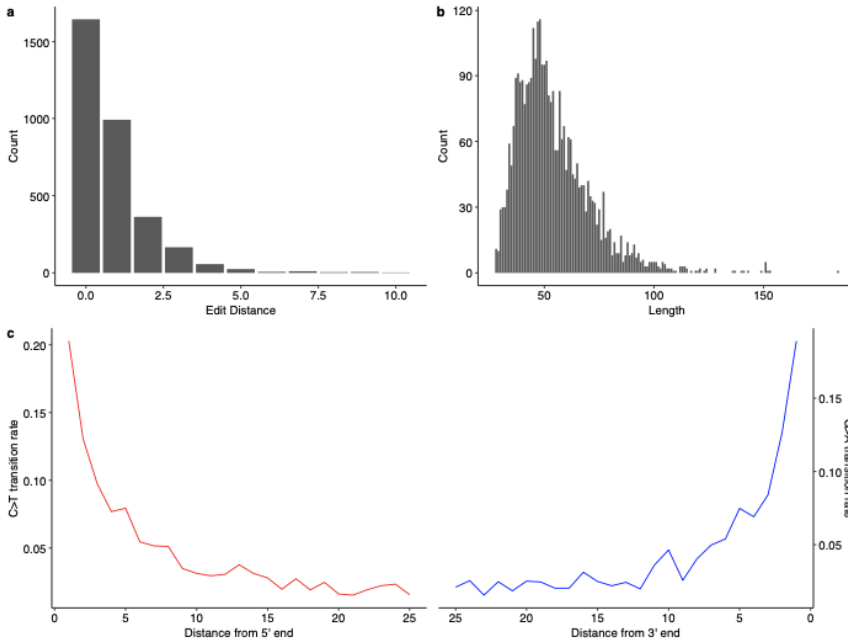 a
1500
1000
500
0
Count
0.0 2.5 5.0 7.5 10.0
Edit Distance
b
120
90
60
30
0
Count
50 100 150
Length
c
0.20
0.15
0.10
0.05
C>T transition rate
0 5 10 15 20 25
Distance from 5' end
0.15
0.10
0.05
transition rate
25 20 15 10 5 0
Distance from 3' end